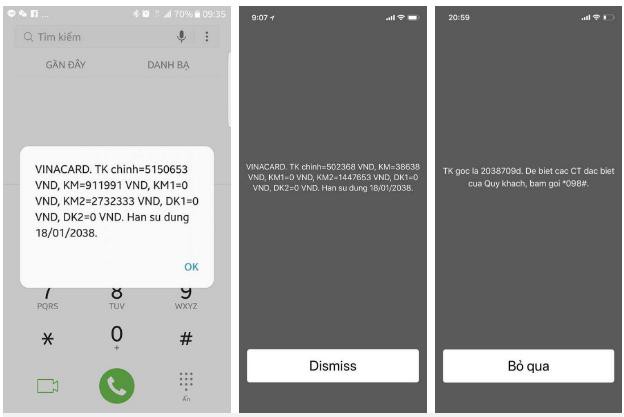 70% 09:35
Tìm kiếm
GẦN ĐÂY DANH BẠ
VINACARD. TK chinh=5150653
VND, KM=911991 VND, KM1=0
VND, KM2=2732333 VND, DK1=0
VND, DK2=0 VND. Han su dung
18/01/2038.
OK
7 8 9
PQRS TUV WXYZ
* 0 #
+
Ẩn
9:07
VINACARD. TK chinh=502368 VND, KM=38638
VND, KM1=0 VND, KM2=1447653 VND, DK1=0
VND, DK2=0 VND. Han su dung 18/01/2038.
Dismiss
20:59
TK goc la 2038709d. De biet cac CT dac biet
cua Quy khach, bam goi *098#.
Bỏ qua